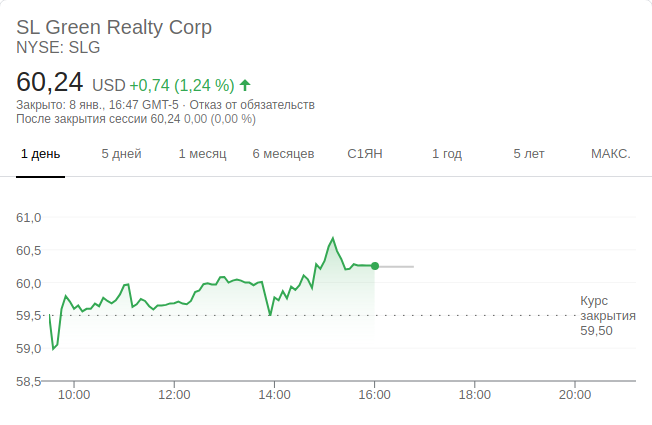 SL Green Realty Corp
NYSE: SLG
60,24 USD +0,74 (1,24 %)
Закрыто: 8 янв., 16:47 GMT-5 · Отказ от обязательств
После закрытия сессии 60,24 0,00 (0,00 %)
1 день 5 дней 1 месяц 6 месяцев С1ЯН 1 год 5 лет МАКС.
61,0
60,5
60,0
Курс
59,5 закрытия
59,50
59,0
58,5
10:00 12:00 14:00 16:00 18:00 20:00